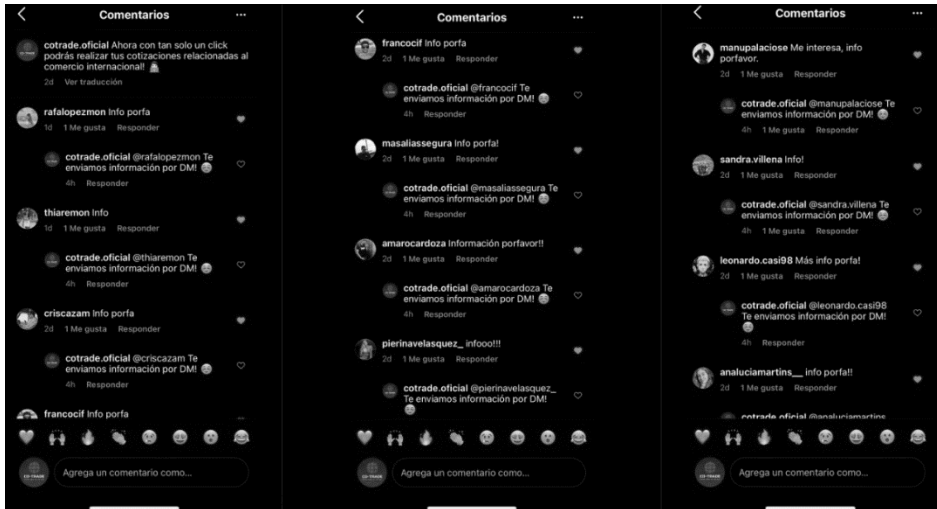 Comentarios
cotrade.oficial Ahora con tan solo un click
podrás realizar tus cotizaciones relacionadas al
comercio internacional!
2d Ver traducción
rafalopezmon Info porfa
1d 1 Me gusta Responder
cotrade.oficial @rafalopezmon Te
enviamos información por DM!
4h Responder
thiaremon Info
1d 1 Me gusta Responder
cotrade.oficial @thiaremon Te
enviamos información por DM!
4h Responder
criscazam Info porfa
2d 1 Me gusta Responder
cotrade.oficial @criscazam Te
enviamos información por DM!
4h Responder
francocif Info porfa
CO-TRADE
Agrega un comentario como...
Comentarios
francocif Info porfa
2d 1 Me gusta Responder
cotrade.oficial @francocif Te
enviamos información por DM!
4h Responder
masaliassegura Info porfa!
2d 1 Me gusta Responder
cotrade.oficial @masaliassegura Te
enviamos información por DM!
4h Responder
amarocardoza Información porfavor!!
2d 1 Me gusta Responder
cotrade.oficial @amarocardoza Te
enviamos información por DM!
4h Responder
pierinavelasquez_ infooo!!!
2d 1 Me gusta Responder
cotrade.oficial @pierinavelasquez_
Te enviamos información por DM!
CO-TRADE
Agrega un comentario como...
Comentarios
manupalaciose Me interesa, info
porfavor.
2d 1 Me gusta Responder
cotrade.oficial @manupalaciose Te
enviamos información por DM!
4h 1 Me gusta Responder
sandra.villena Info!
2d 1 Me gusta Responder
cotrade.oficial @sandra.villena Te
enviamos información por DM!
4h 1 Me gusta Responder
leonardo.casi98 Más info porfa!
2d 1 Me gusta Responder
cotrade.oficial @leonardo.casi98
Te enviamos información por DM!
4h Responder
analuciamartins__ info porfa!!
2d 1 Me gusta Responder
cotrade.oficial @analuciamartins
CO-TRADE
Agrega un comentario como...